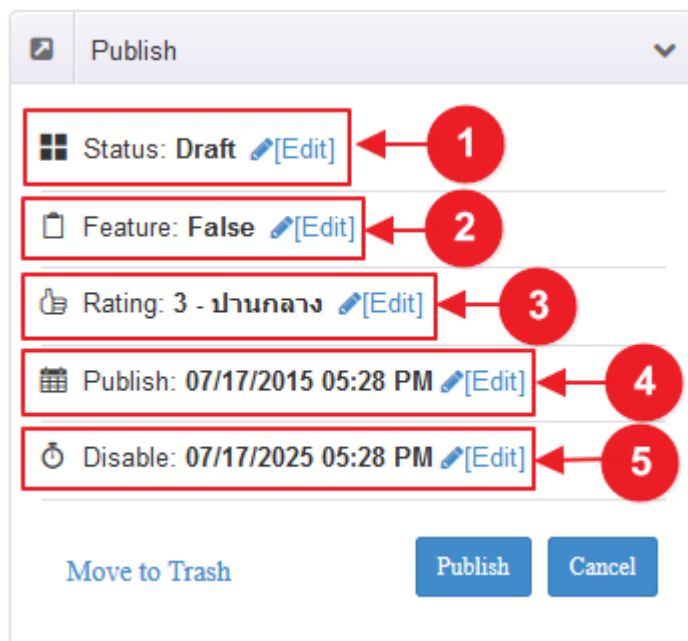 Publish
Status: Draft [Edit] 1
Feature: False [Edit] 2
Rating: 3 - ปานกลาง [Edit] 3
Publish: 07/17/2015 05:28 PM [Edit] 4
Disable: 07/17/2025 05:28 PM [Edit] 5
Move to Trash Publish Cancel